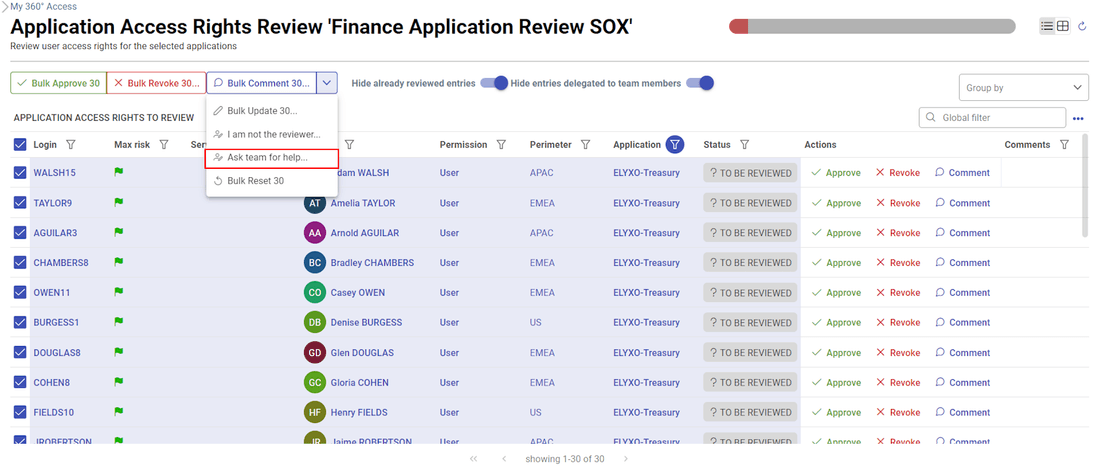 My 360° Access
Application Access Rights Review 'Finance Application Review SOX'
Review user access rights for the selected applications
Bulk Approve 30 Bulk Revoke 30... Bulk Comment 30... Hide already reviewed entries Hide entries delegated to team members Group by
Bulk Update 30...
I am not the reviewer...
Ask team for help...
Bulk Reset 30
APPLICATION ACCESS RIGHTS TO REVIEW Global filter
Login Max risk Permission Perimeter Application Status Actions Comments
WALSH15 WALSH User APAC ELYXO-Treasury ? TO BE REVIEWED Approve Revoke Comment
TAYLOR9 AT Amelia TAYLOR User EMEA ELYXO-Treasury ? TO BE REVIEWED Approve Revoke Comment
AGUILAR3 AA Arnold AGUILAR User APAC ELYXO-Treasury ? TO BE REVIEWED Approve Revoke Comment
CHAMBERS8 BC Bradley CHAMBERS User EMEA ELYXO-Treasury ? TO BE REVIEWED Approve Revoke Comment
OWEN11 CO Casey OWEN User EMEA ELYXO-Treasury ? TO BE REVIEWED Approve Revoke Comment
BURGESS1 DB Denise BURGESS User US ELYXO-Treasury ? TO BE REVIEWED Approve Revoke Comment
DOUGLAS8 GD Glen DOUGLAS User EMEA ELYXO-Treasury ? TO BE REVIEWED Approve Revoke Comment
COHEN8 GC Gloria COHEN User EMEA ELYXO-Treasury ? TO BE REVIEWED Approve Revoke Comment
FIELDS10 HF Henry FIELDS User US ELYXO-Treasury ? TO BE REVIEWED Approve Revoke Comment
JROBERTSON JR Jaime ROBERTSON User APAC ELYXO-Treasury ? TO BE REVIEWED Approve Revoke Comment
showing 1-30 of 30